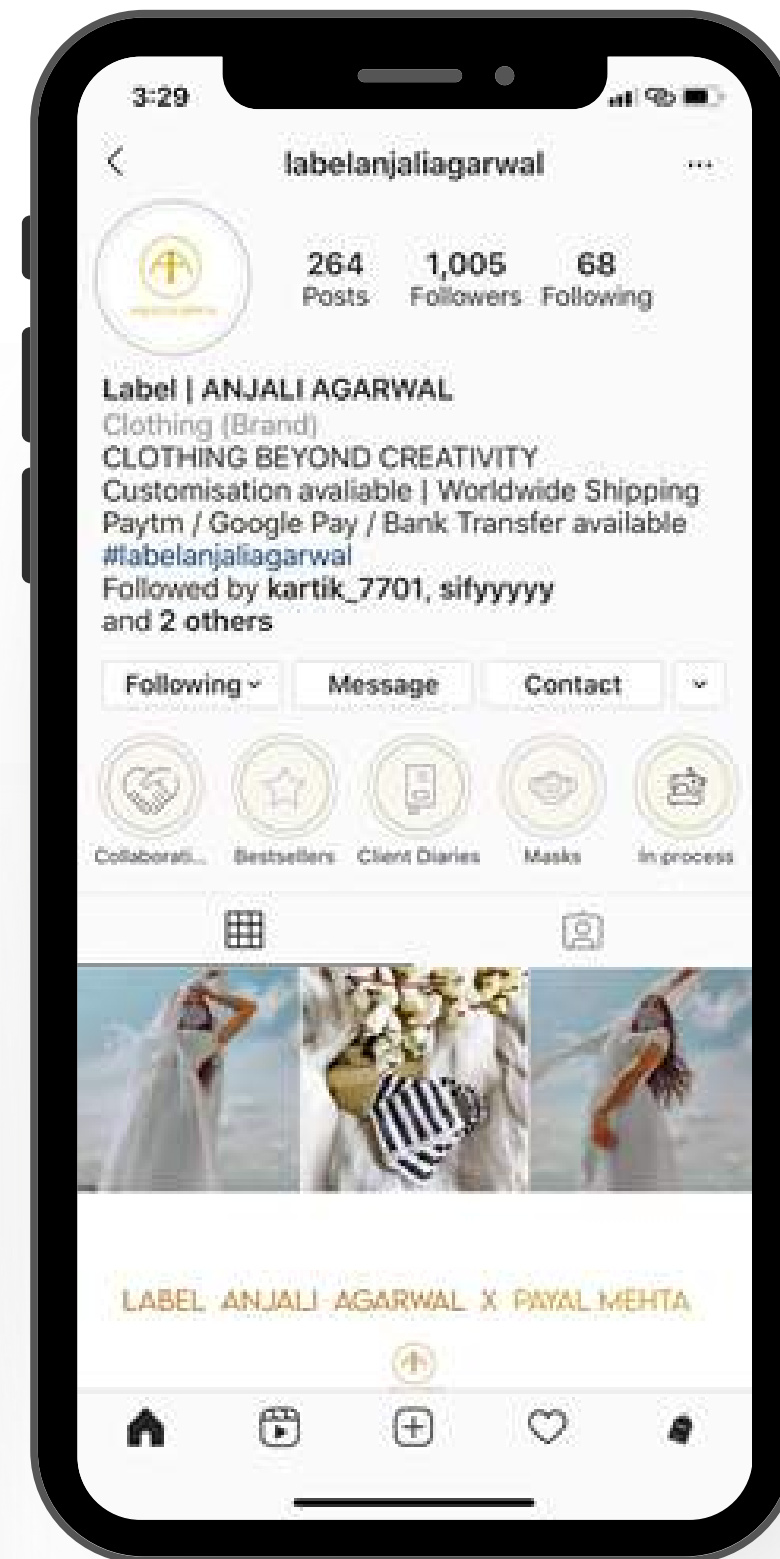 3:29
labelanjaliagarwal
264 1,005 68
Posts Followers Following
Label | ANJALI AGARWAL
Clothing (Brand)
CLOTHING BEYOND CREATIVITY
Customisation avaliable | Worldwide Shipping
Paytm / Google Pay / Bank Transfer available
#labelanjaliagarwal
Followed by kartik_7701, sifyyyyy
and 2 others
Following Message Contact
Collaborati... Bestsellers Client Diaries Masks In process
LABEL ANJALI AGARWAL X PAYAL MEHTA